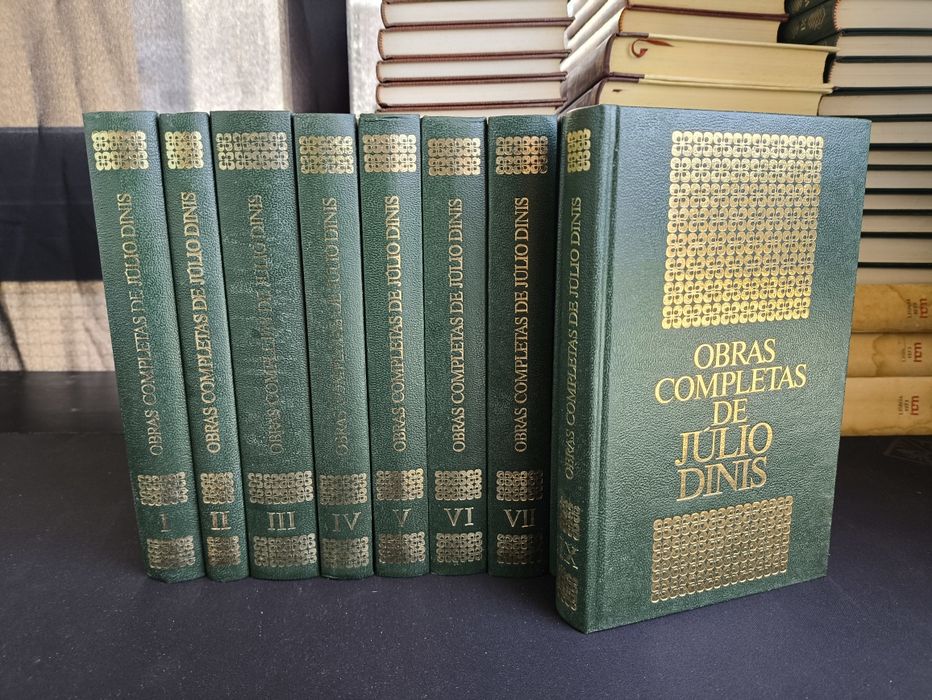 OBRAS COMPLETAS DE JÚLIO DINIS
I
OBRAS COMPLETAS DE JÚLIO DINIS
II
OBRAS COMPLETAS DE JÚLIO DINIS
III
OBRAS COMPLETAS DE JÚLIO DINIS
IV
OBRAS COMPLETAS DE JÚLIO DINIS
V
OBRAS COMPLETAS DE JÚLIO DINIS
VI
OBRAS COMPLETAS DE JÚLIO DINIS
VII
OBRAS COMPLETAS DE JÚLIO DINIS
OBRAS
COMPLETAS
DE
JÚLIO
DINIS